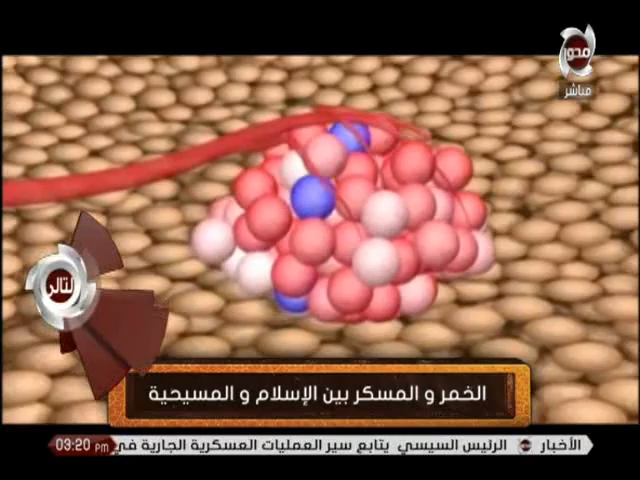 محور
مباشر
التالي
الخمر و المسكر بين الإسلام و المسيحية
الأخبار
الرئيس السيسي يتابع سير العمليات العسكرية الجارية في
03:20 PM